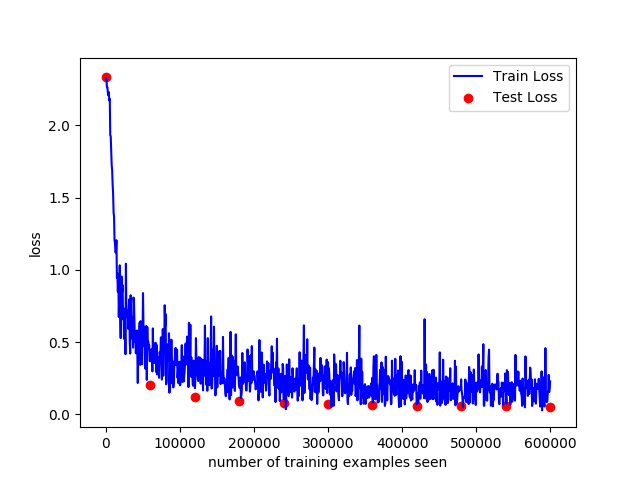 Train Loss
Test Loss
2.0
1.5
1.0
0.5
0.0
loss
0 100000 200000 300000 400000 500000 600000
number of training examples seen